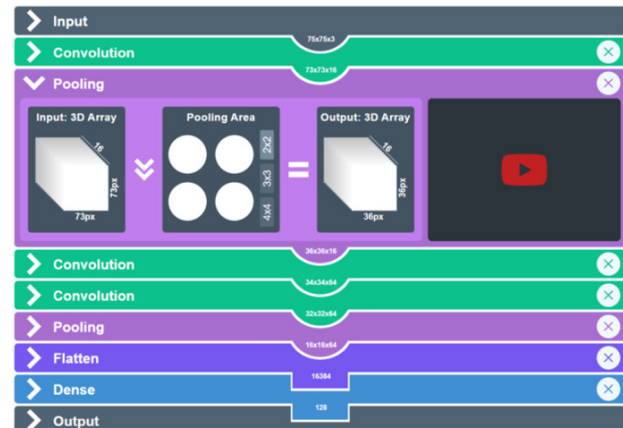 Input
75x75x3
Convolution
73x73x16
Pooling
Input: 3D Array
16
73px
73px
Pooling Area
2x2
3x3
4x4
Output: 3D Array
16
36px
36px
36x36x16
Convolution
34x34x64
Convolution
32x32x64
Pooling
16x16x64
Flatten
16384
Dense
128
Output